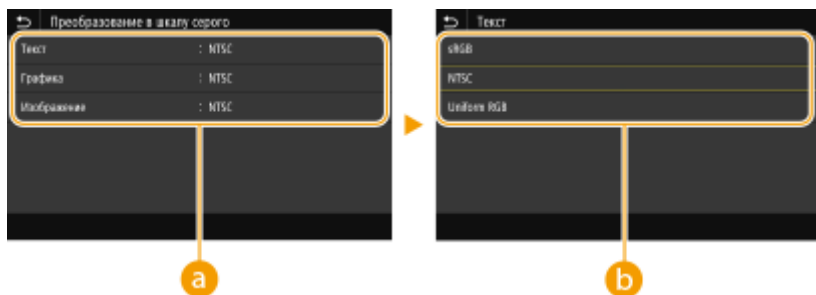 Преобразование в шкалу серого
Текст : NTSC
Графика : NTSC
Изображение : NTSC
a
Текст
sRGB
NTSC
Uniform RGB
b